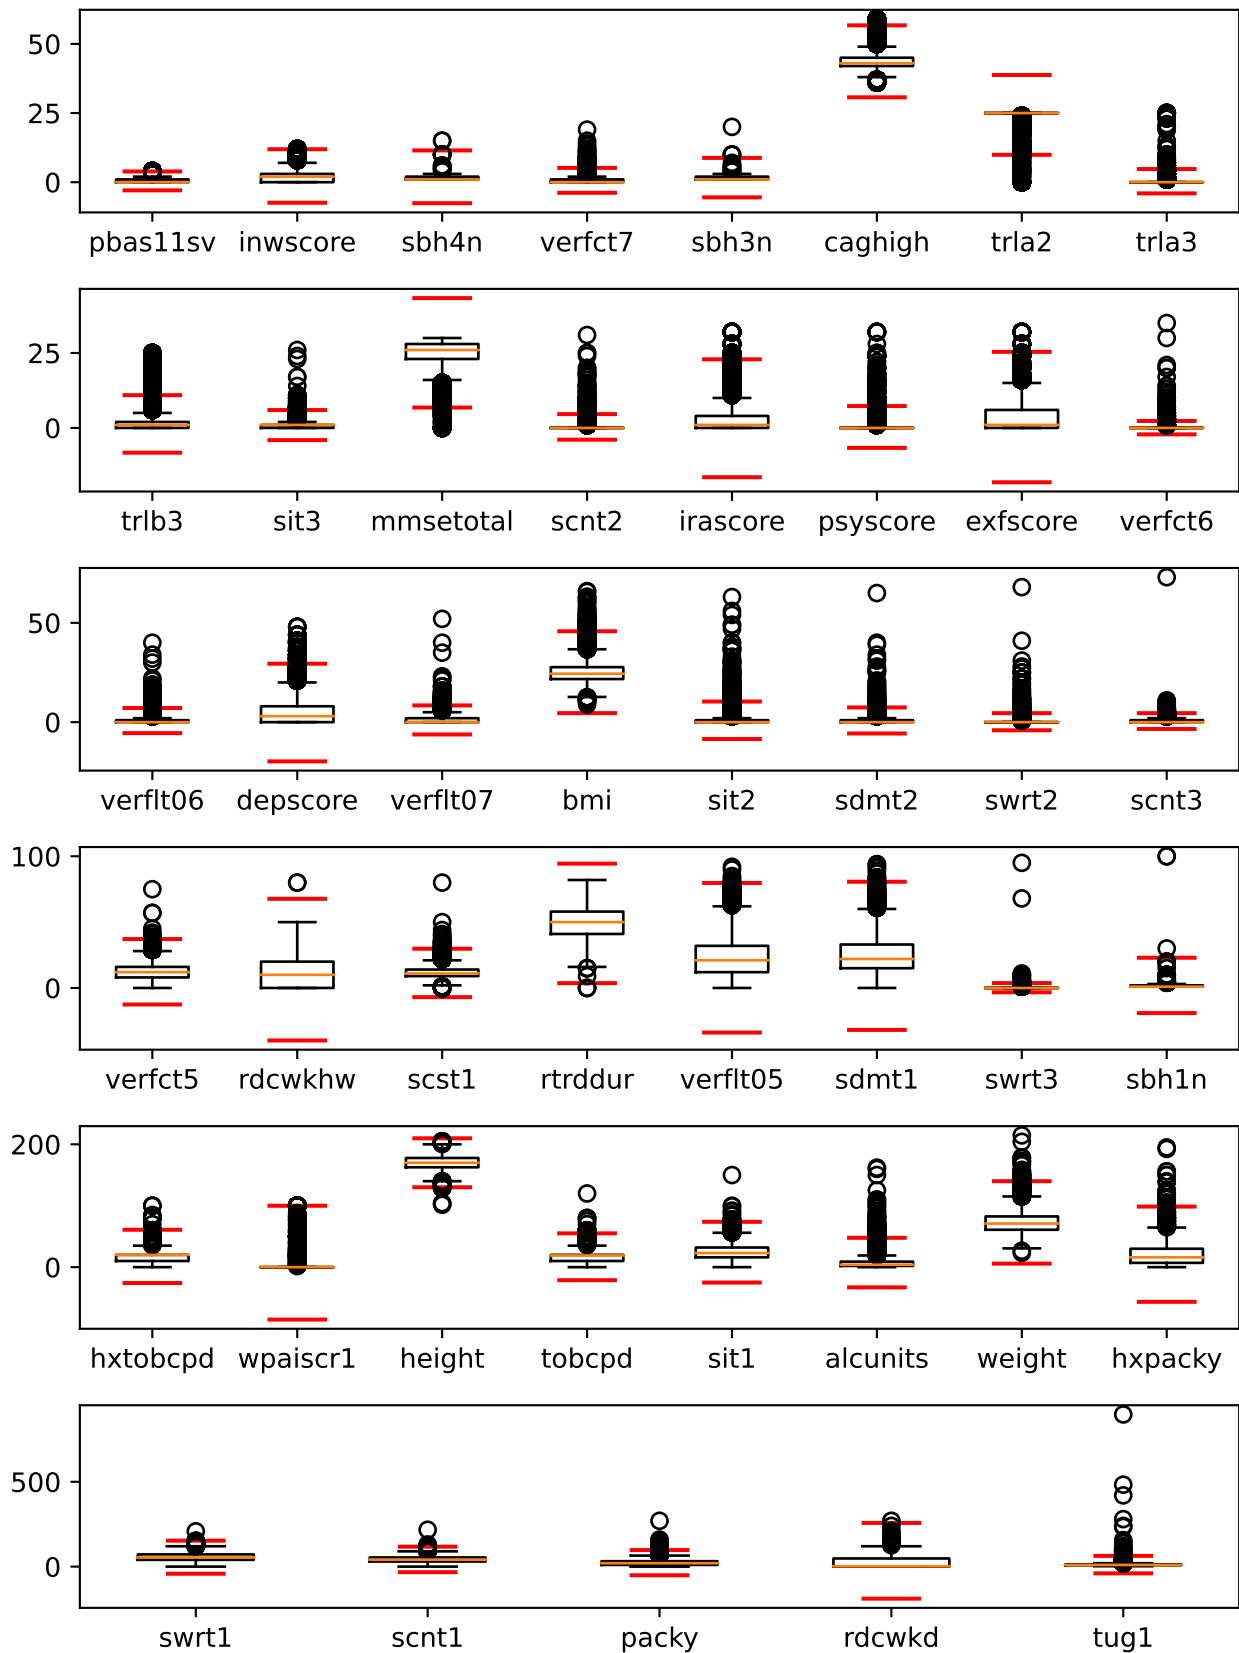 50
25
0
pbas11sv inwscore sbh4n verfct7 sbh3n caghigh trla2 trla3
25
0
trlb3 sit3 mmsetotal scnt2 irascore psyscore exfscore verfct6
50
0
verflt06 depscore verflt07 bmi sit2 sdmt2 swrt2 scnt3
100
0
verfct5 rdcwkhw scst1 rtrddur verflt05 sdmt1 swrt3 sbh1n
200
0
hxtobcpd wpaiscr1 height tobcpd sit1 alcunits weight hxpacky
500
0
swrt1 scnt1 packy rdcwkd tug1